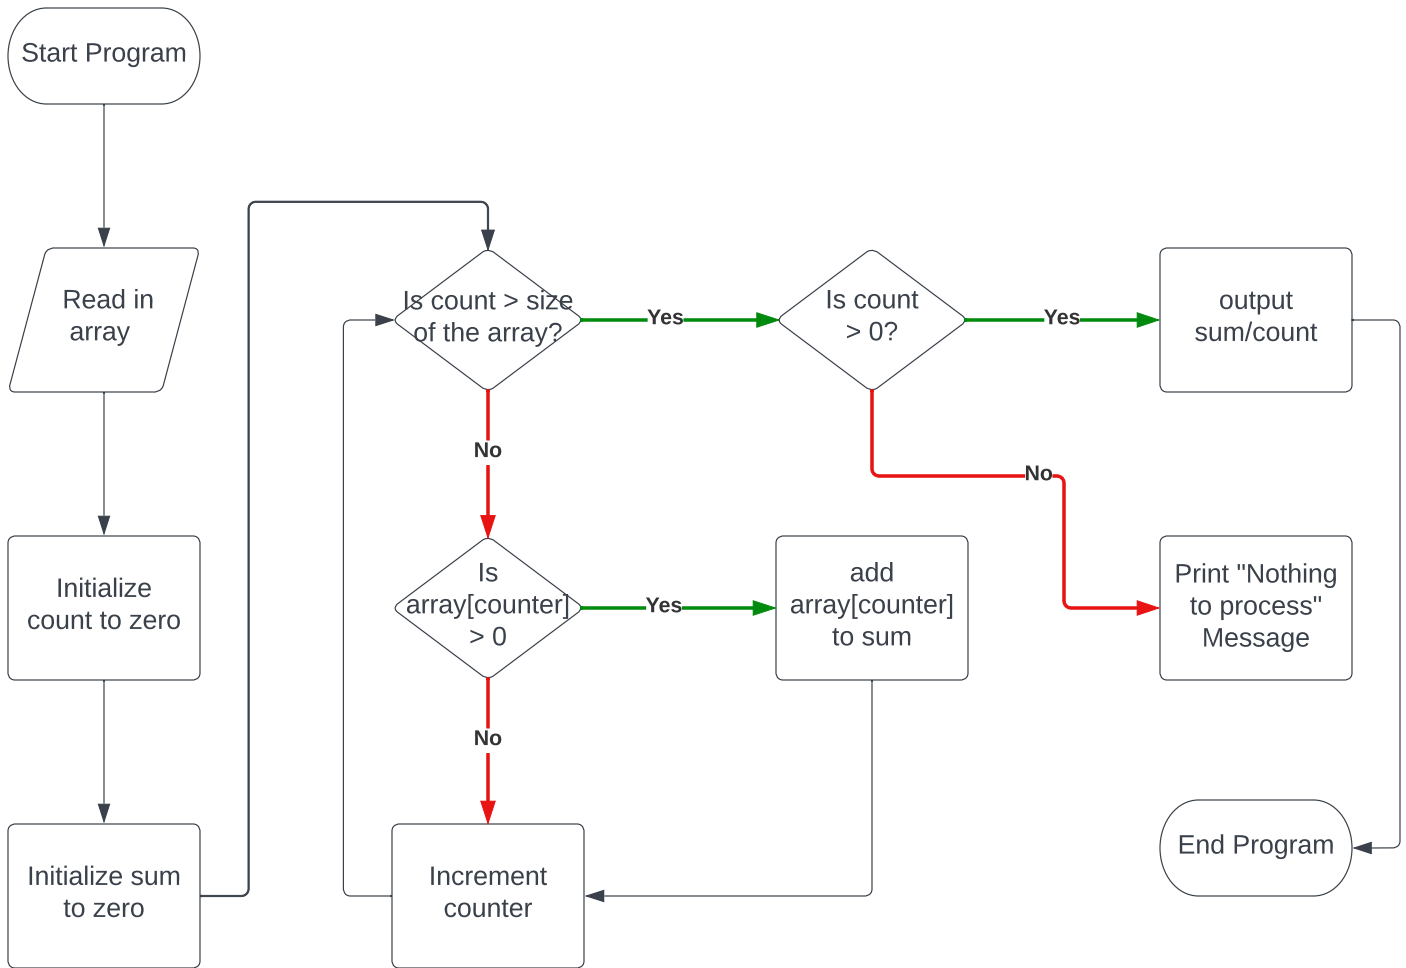 Start Program
Read in
array
Initialize
count to zero
Initialize sum
to zero
Is count > size
of the array?
Yes
No
Is
array[counter]
> 0
Yes
No
Increment
counter
add
array[counter]
to sum
Is count
> 0?
Yes
No
output
sum/count
Print "Nothing
to process"
Message
End Program